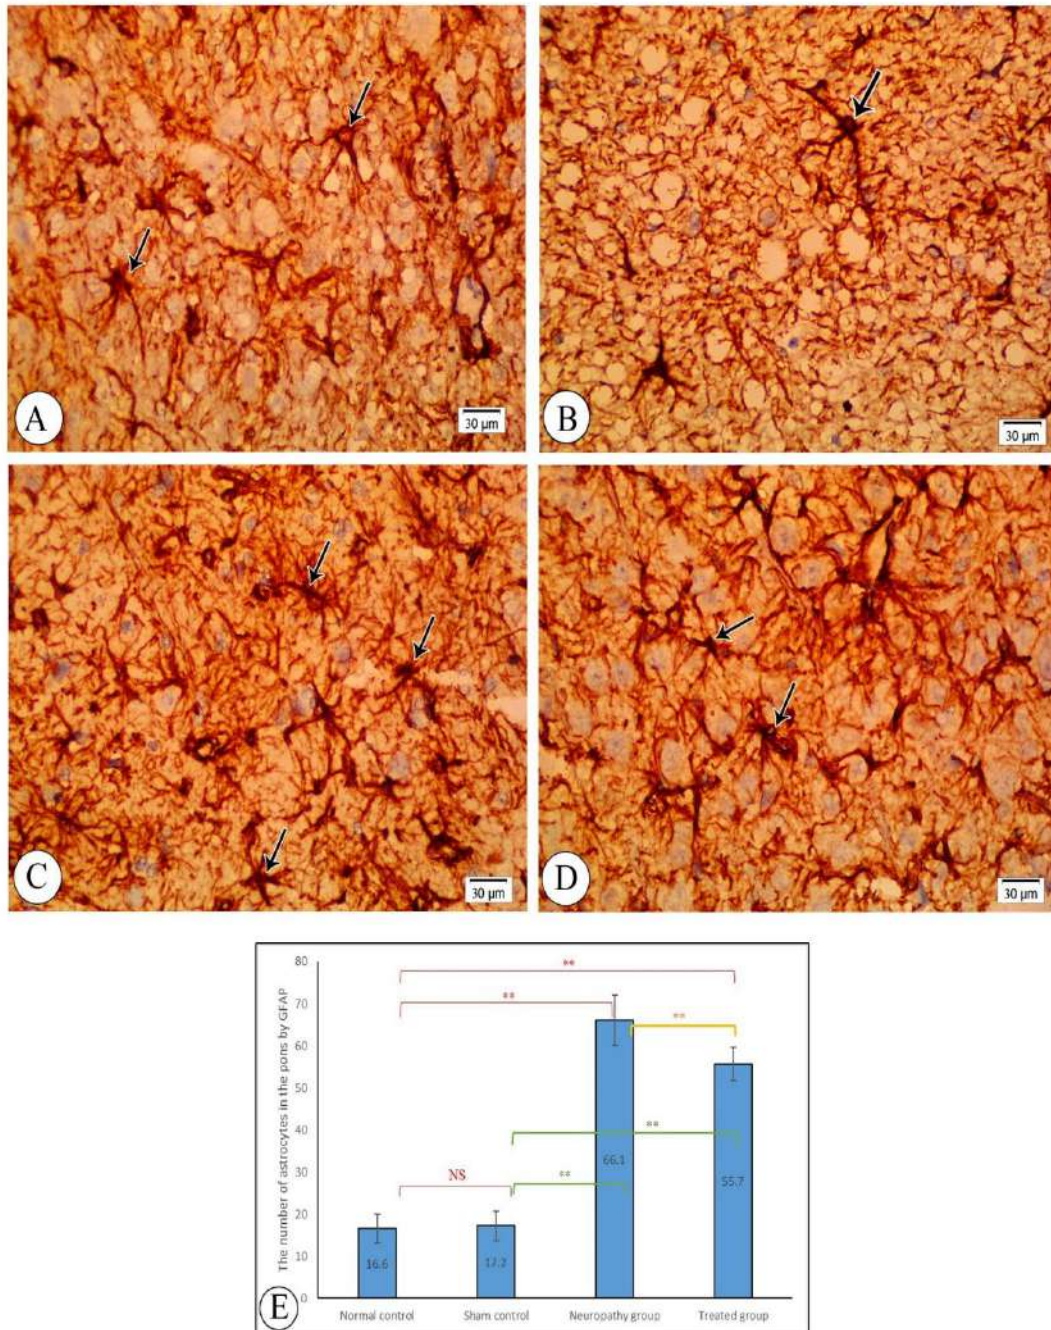 A
30 µm
B
30 µm
C
30 µm
D
30 µm
The number of astrocytes in the pons by GFAP
80
70
60
50
40
30
20
10
0
**
**
**
**
NS
**
16.6
17.2
66.1
55.7
Normal control
Sham control
Neuropathy group
Treated group
E